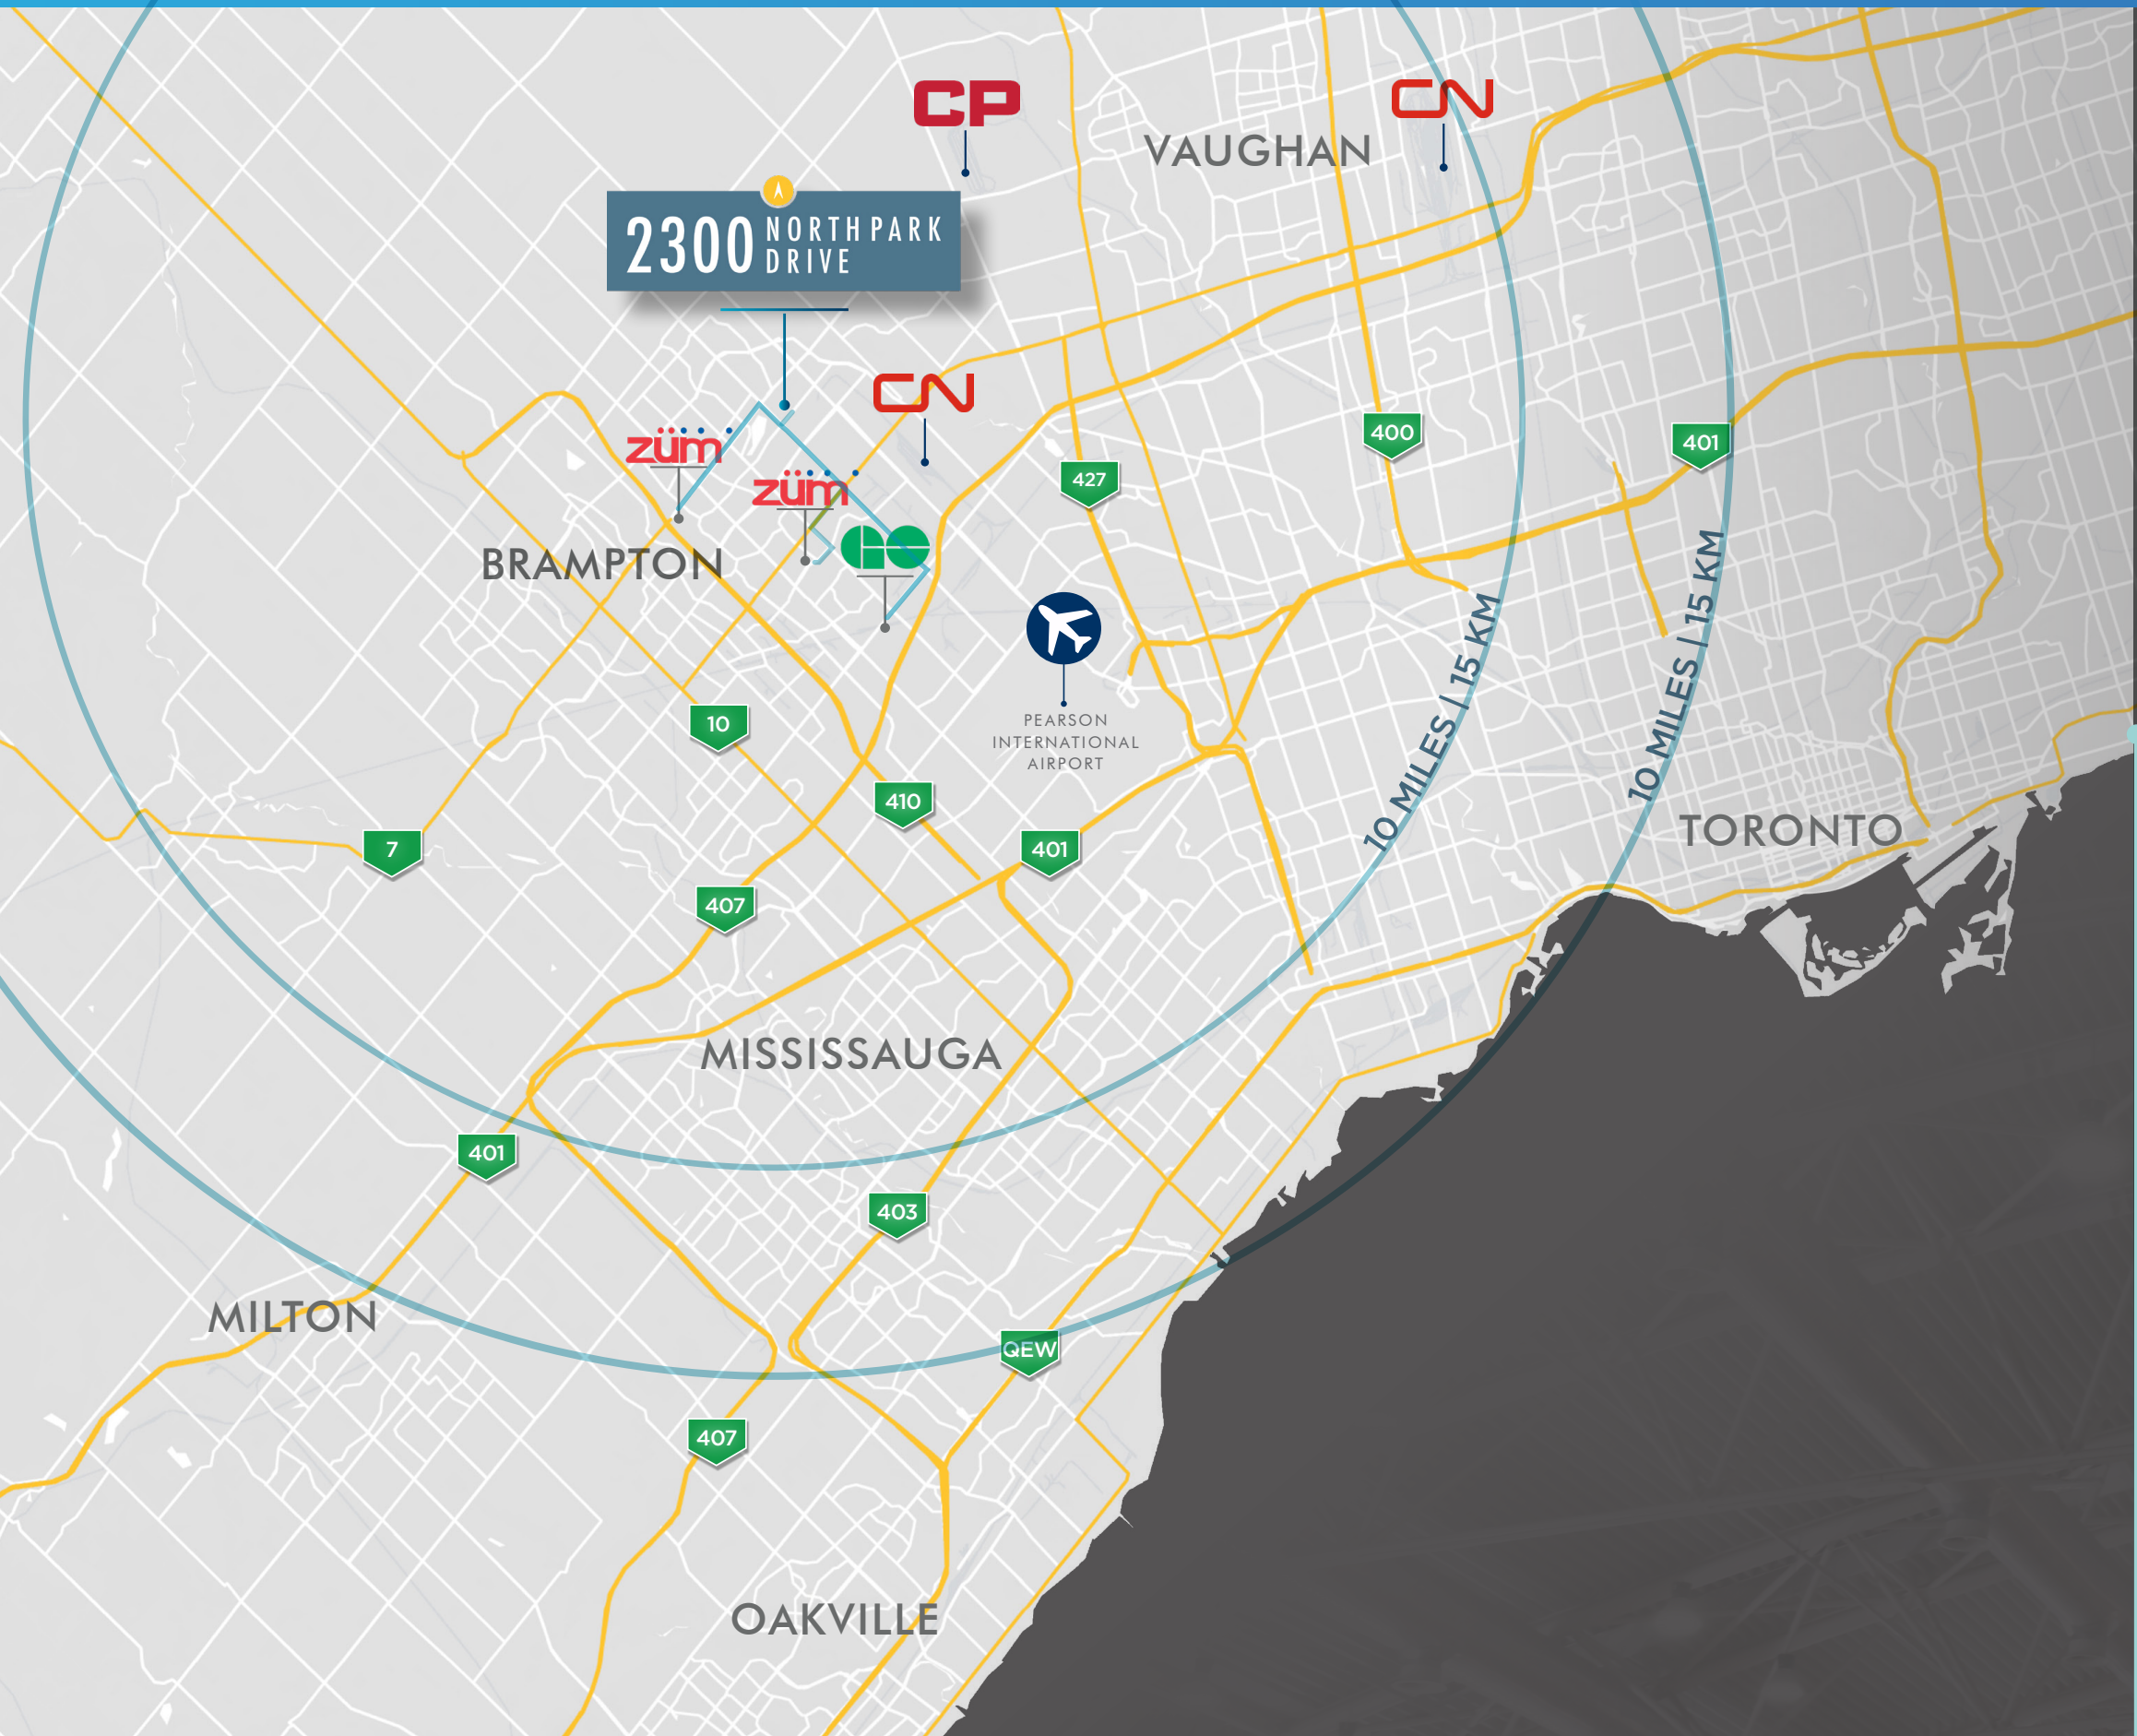 CP
CN
VAUGHAN
2300 NORTH PARK
DRIVE
CN
züm
400
401
427
züm
GO
BRAMPTON
10 MILES | 15 KM
10 MILES | 15 KM
10
PEARSON
INTERNATIONAL
AIRPORT
410
TORONTO
7
401
407
MISSISSAUGA
401
403
MILTON
QEW
407
OAKVILLE